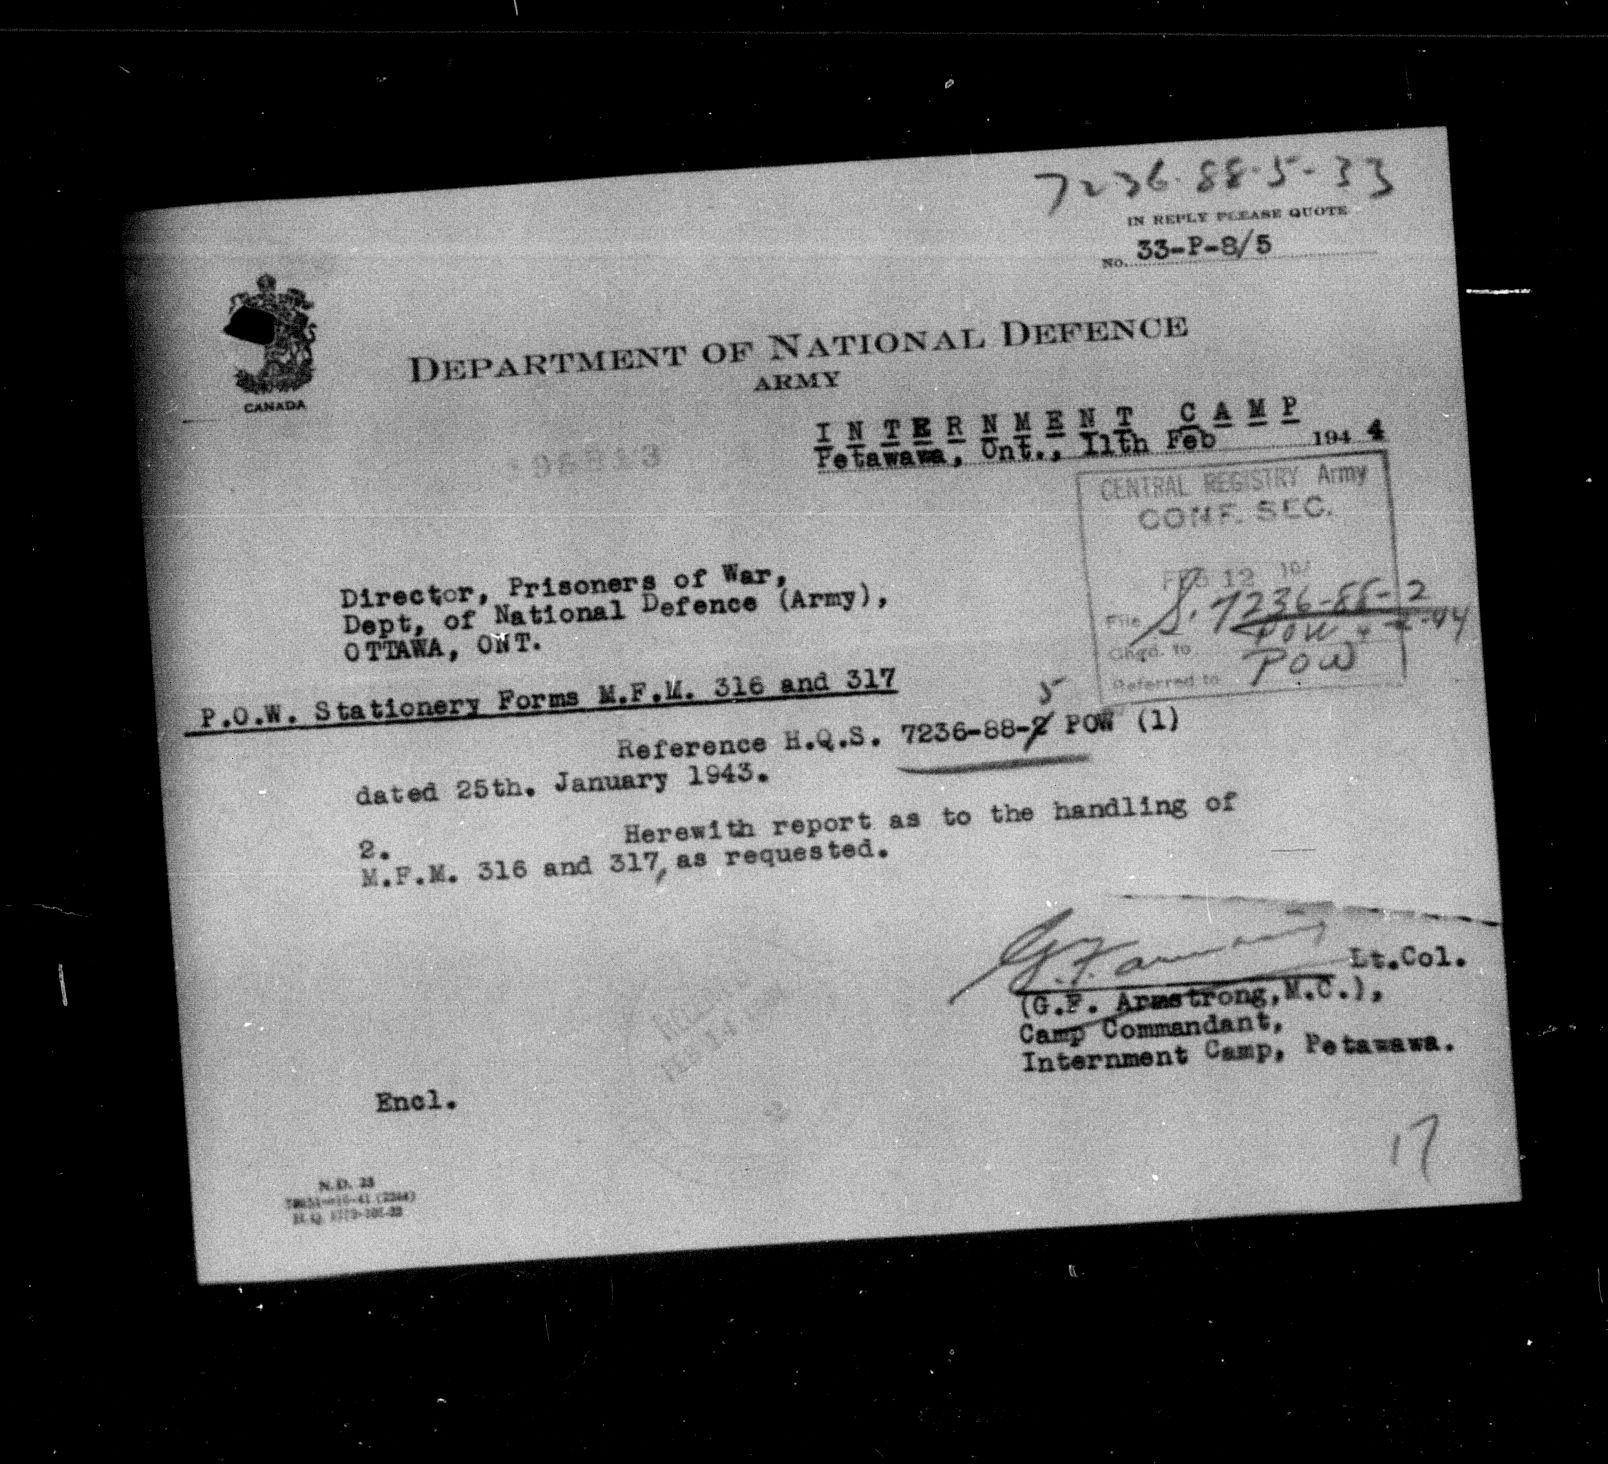 7236-88-5-33
IN REPLY PLEASE QUOTE
No. 33-P-8/5
CANADA
DEPARTMENT OF NATIONAL DEFENCE
ARMY
INTERNMENT CAMP
Petawawa, Ont., 11th Feb 1944
CENTRAL REGISTRY Army
CONF. SEC.
FEB 12
File S. 7236-88-2
POW
Chgd. to
Referred to POW
Director, Prisoners of War,
Dept, of National Defence (Army),
OTTAWA, ONT.
P.O.W. Stationery Forms M.F.M. 316 and 317
5
Reference H.Q.S. 7236-88-2 POW (1)
dated 25th. January 1943.
2. Herewith report as to the handling of
M.F.M. 316 and 317, as requested.
Lt.Col.
(G.F. Armstrong,M.C.),
Camp Commandant,
Internment Camp, Petawawa.
Encl.
17
N.D. 33